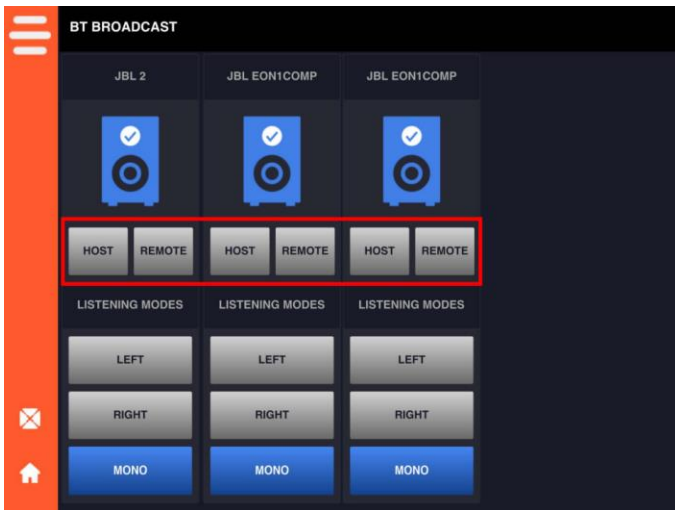 BT BROADCAST
JBL 2 JBL EON1COMP JBL EON1COMP
HOST REMOTE HOST REMOTE HOST REMOTE
LISTENING MODES LISTENING MODES LISTENING MODES
LEFT LEFT LEFT
RIGHT RIGHT RIGHT
MONO MONO MONO